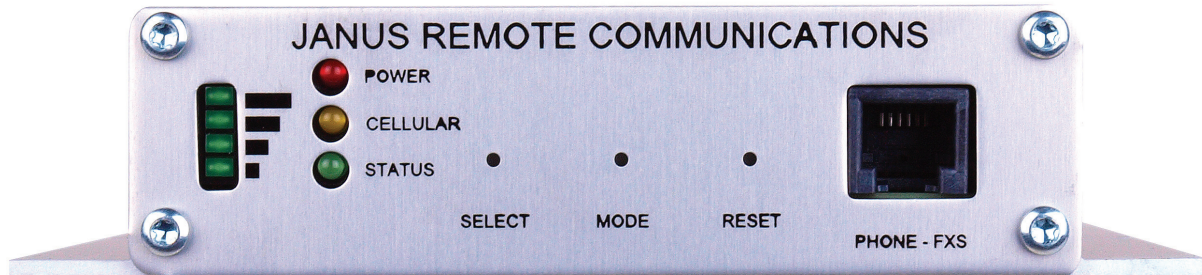 JANUS REMOTE COMMUNICATIONS
POWER
CELLULAR
STATUS
SELECT
MODE
RESET
PHONE - FXS